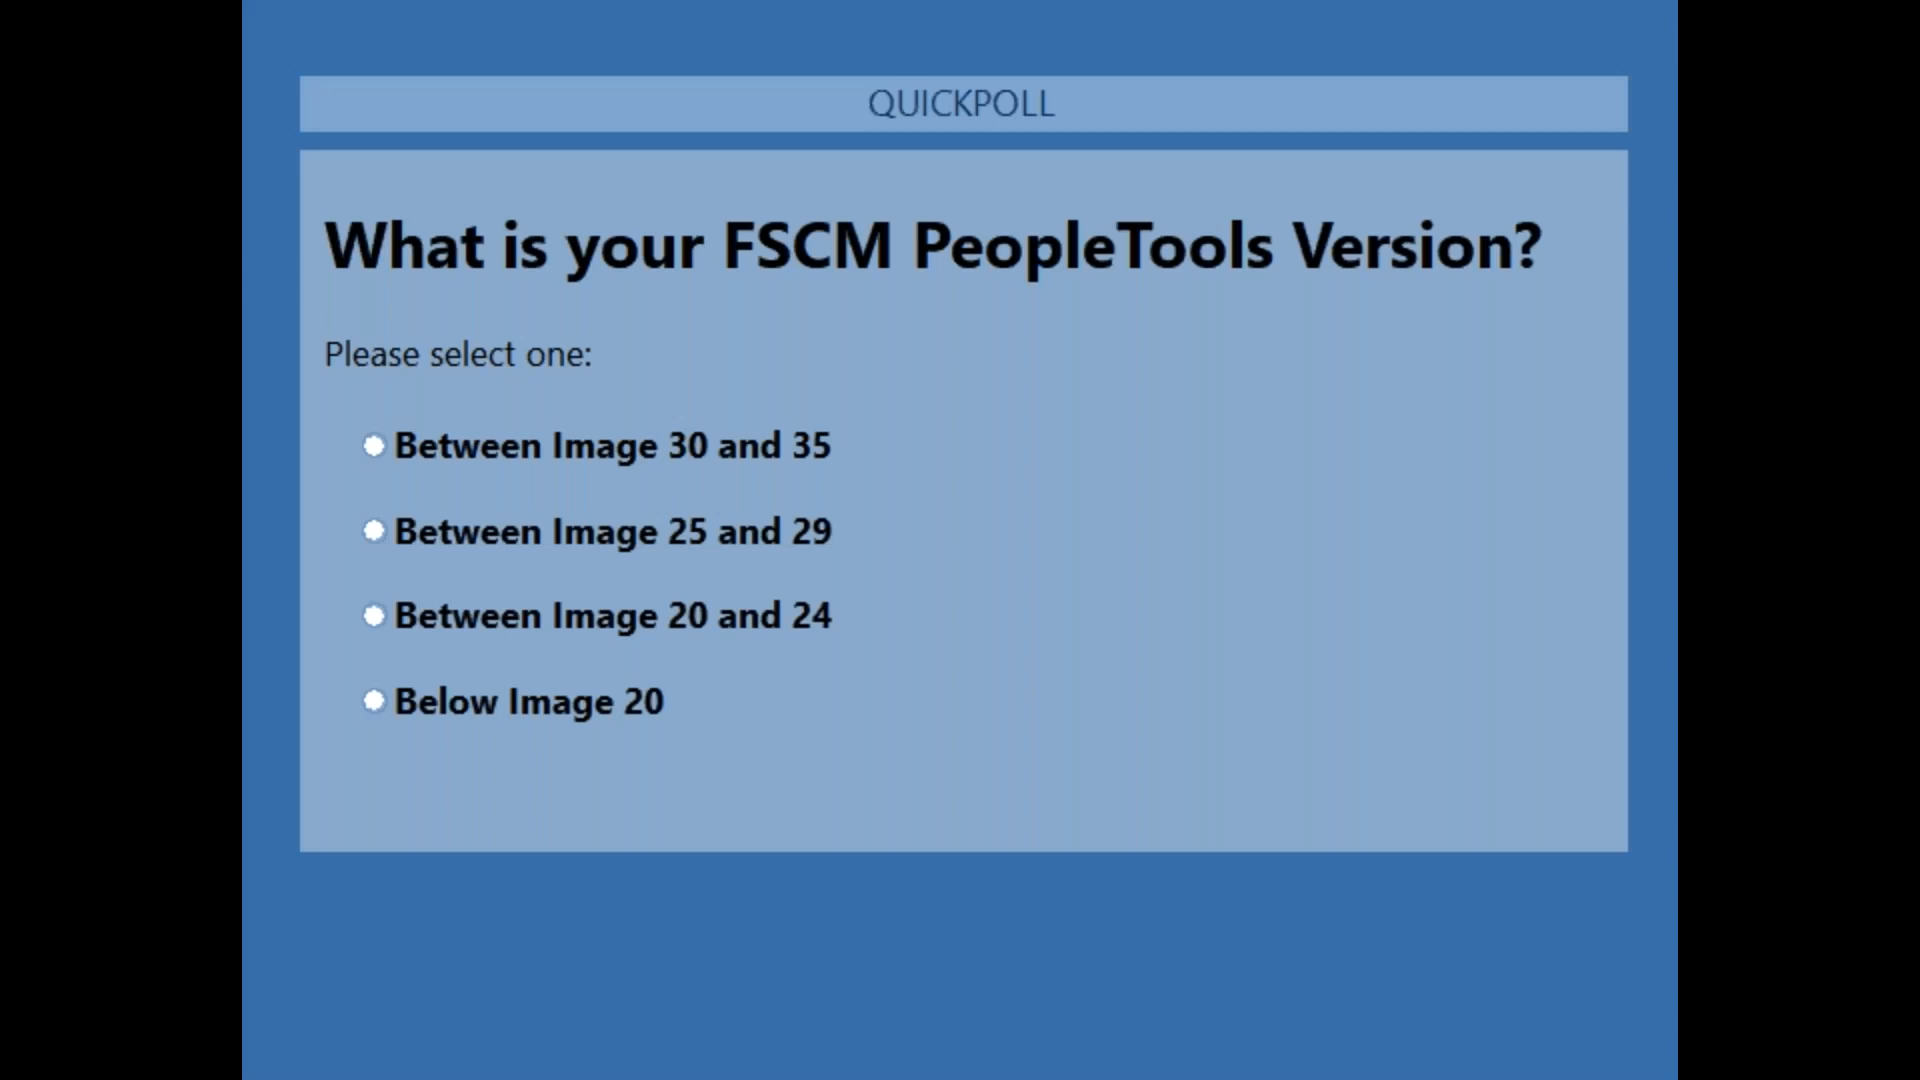 QUICKPOLL
What is your FSCM PeopleTools Version?
Please select one:
Between Image 30 and 35
Between Image 25 and 29
Between Image 20 and 24
Below Image 20